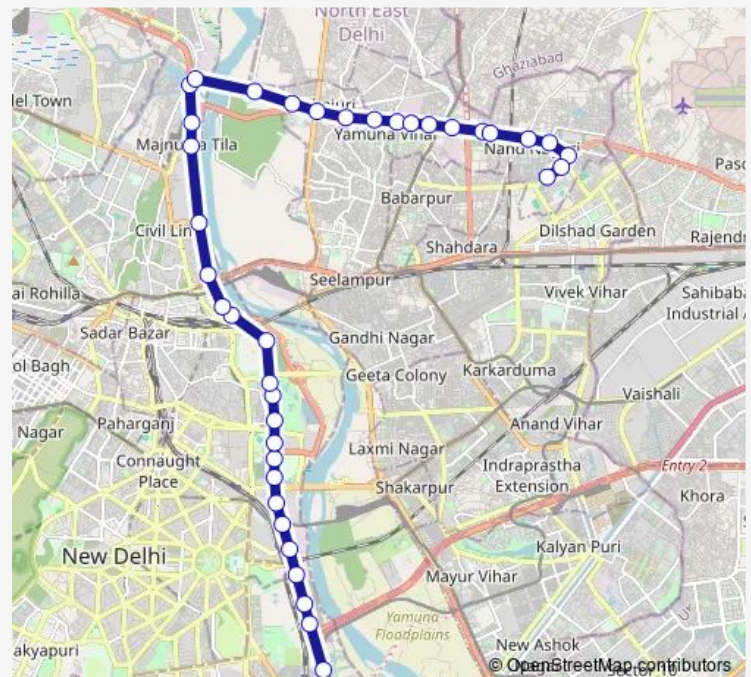 North East
Delhi
Ghaziabad
del Town
Yamuna Vihar
Majnu Ka Tila
Babarpur
Civil Lin
Dilshad Garden
Shahdara
Rajendr
Seelampur
ai Rohilla
Vivek Vihar
Sahibaba
Industrial A
Sadar Bazar
Gandhi Nagar
ol Bagh
Geeta Colony
Karkarduma
Vaishali
Paharganj
Anand Vihar
Nagar
Laxmi Nagar
Connaught
Place
Indraprastha
Extension
Entry 2
Shakarpur
Khora
New Delhi
Kalyan Puri
Mayur Vihar
Yamuna
Floodplains
akyapuri
New Ashok
© OpenStreetMap contributors